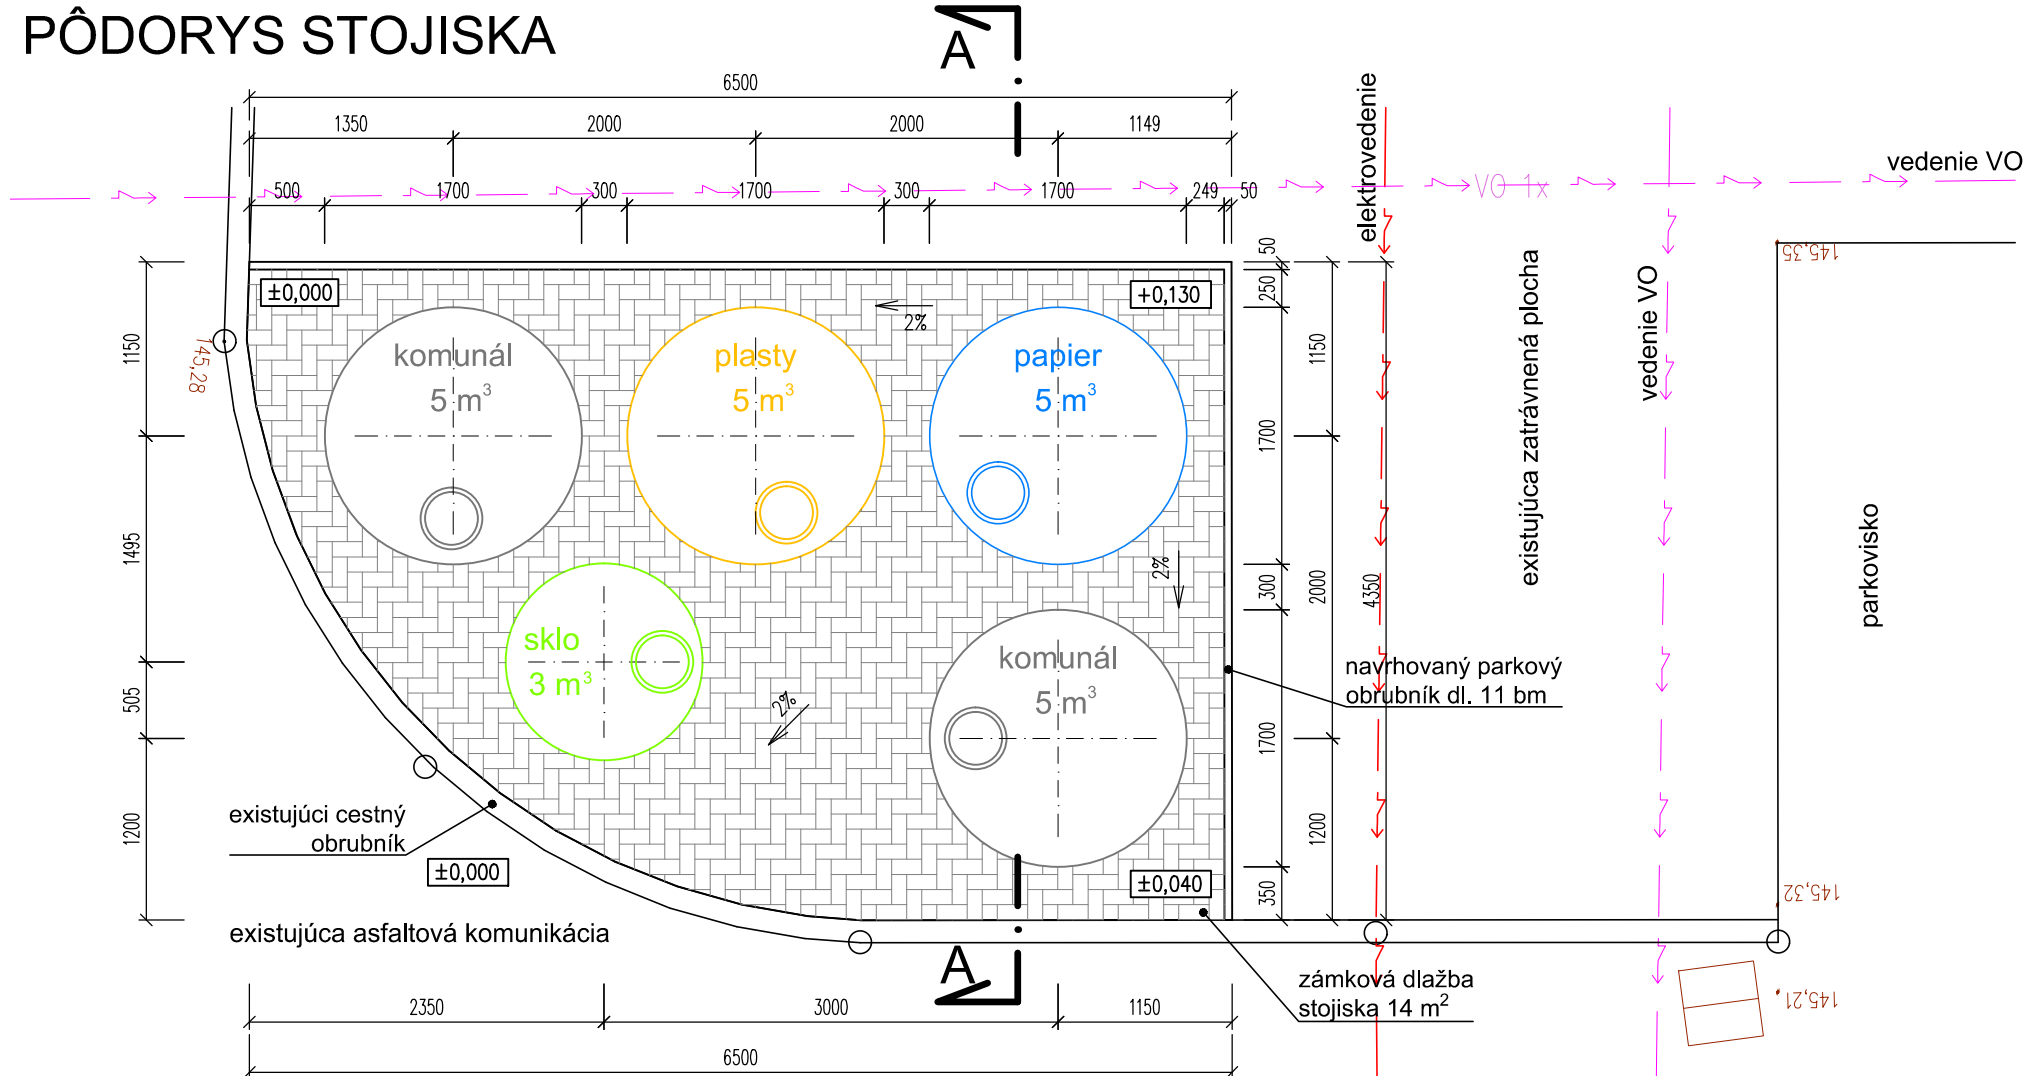 PÔDORYS STOJISKA
A
6500
1350
2000
2000
1149
500
1700
300
1700
300
1700
249
50
elektrovedenie
VO 1x
vedenie VO
±0,000
+0,130
2%
komunál
5 m³
plasty
5 m³
papier
5 m³
145,28
145,35
1150
1495
505
1200
50
250
1700
300
1700
350
1150
2000
1200
4350
existujúca zatrávnená plocha
vedenie VO
parkovisko
2%
sklo
3 m³
2%
komunál
5 m³
navrhovaný parkový
obrubník dl. 11 bm
existujúci cestný
obrubník
±0,000
±0,040
existujúca asfaltová komunikácia
A
zámková dlažba
stojiska 14 m²
145,32
145,21
2350
3000
1150
6500